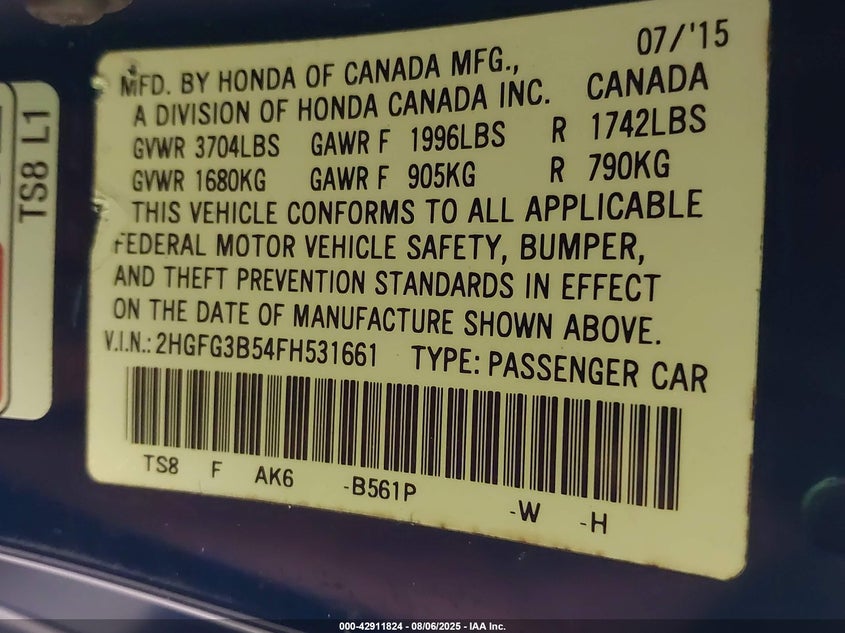 07/'15
MFD. BY HONDA OF CANADA MFG.,
A DIVISION OF HONDA CANADA INC. CANADA
GVWR 3704LBS GAWR F 1996LBS R 1742LBS
GVWR 1680KG GAWR F 905KG R 790KG
THIS VEHICLE CONFORMS TO ALL APPLICABLE
FEDERAL MOTOR VEHICLE SAFETY, BUMPER,
AND THEFT PREVENTION STANDARDS IN EFFECT
ON THE DATE OF MANUFACTURE SHOWN ABOVE.
V.I.N.: 2HGFG3B54FH531661 TYPE: PASSENGER CAR
TS8 F AK6 -B561P -W -H
TS8 L1
000-42911824 - 08/06/2025 - IAA Inc.